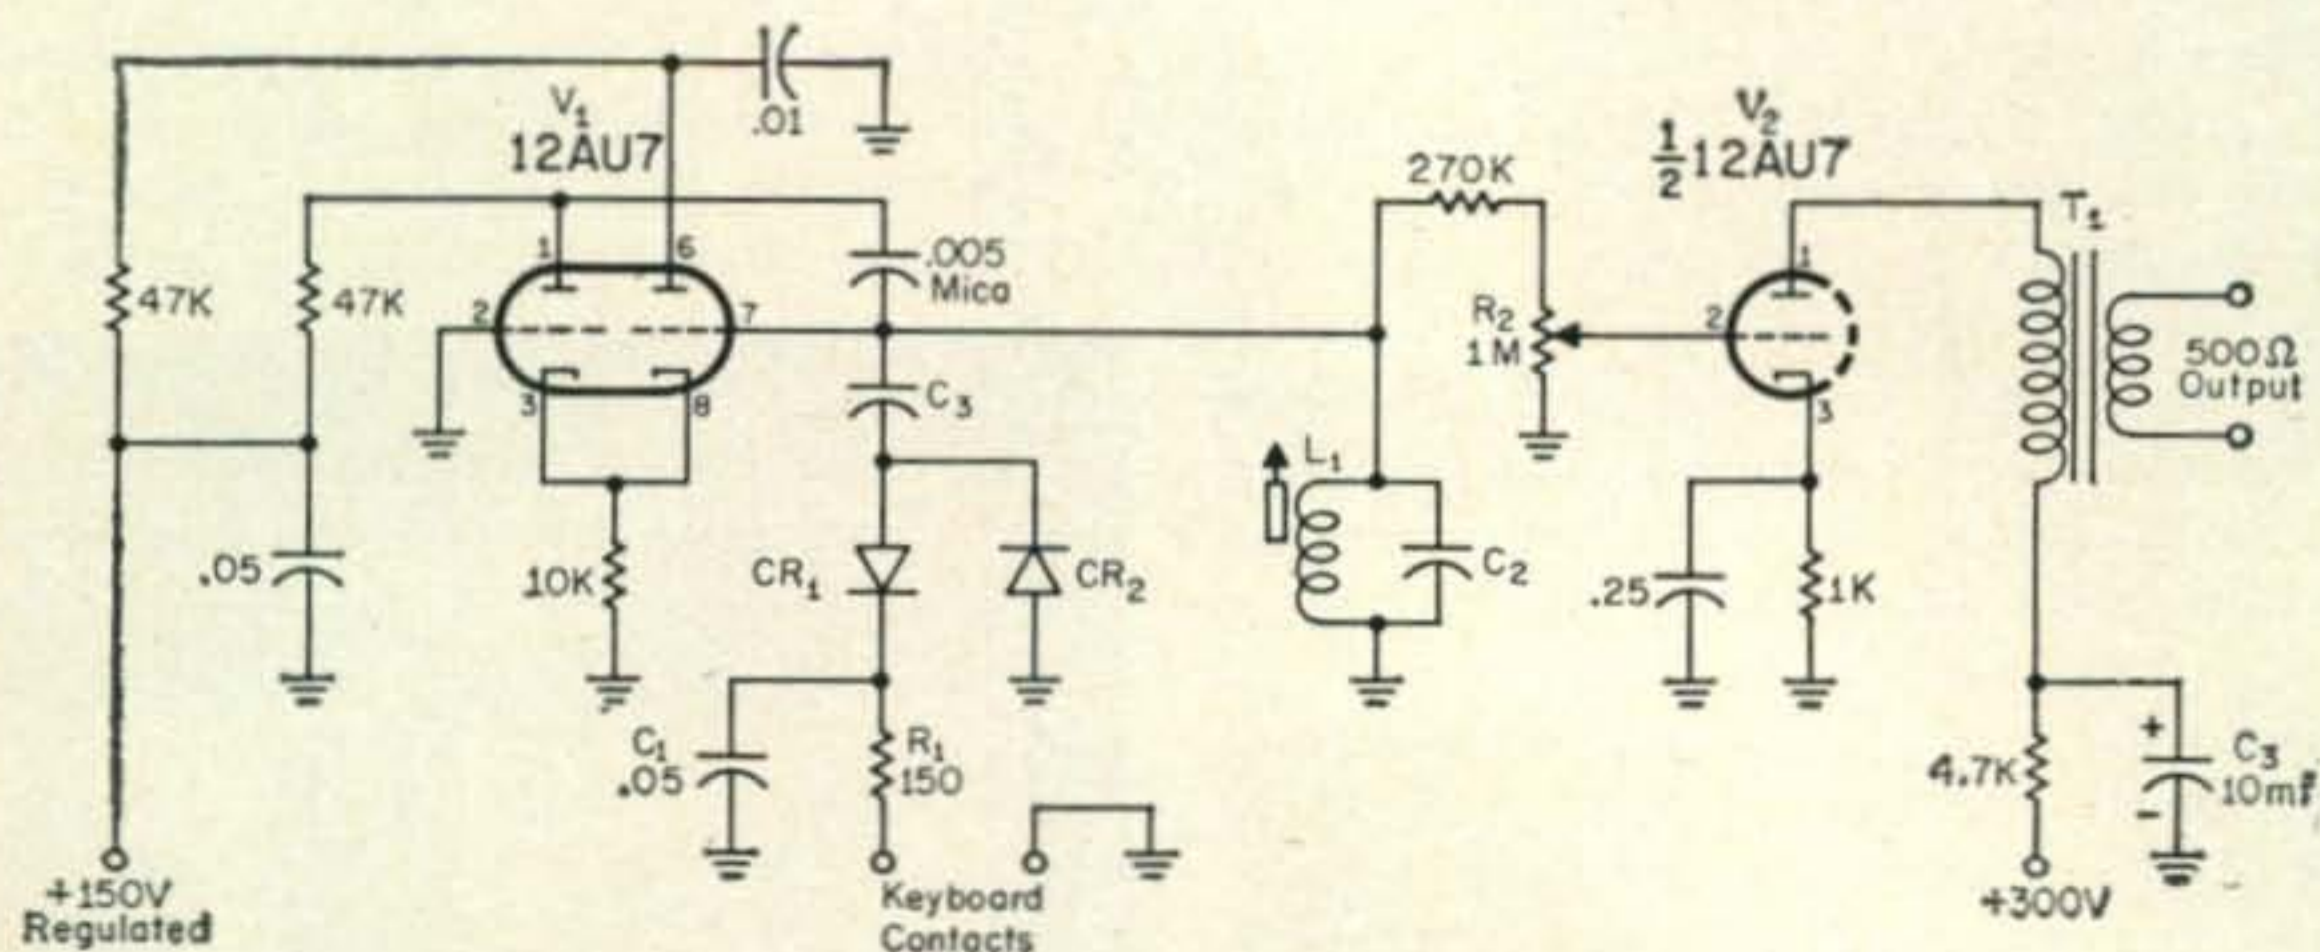 .01
V₁
12AU7
1
6
2
7
3
8
47K
47K
.005
Mica
C₃
.05
10K
CR₁
CR₂
C₁
.05
R₁
150
+150V
Regulated
Keyboard
Contacts
270K
R₂
1M
L₁
C₂
V₂
½12AU7
1
2
3
.25
1K
T₁
500Ω
Output
4.7K
+
-
C₃
10mf
+300V